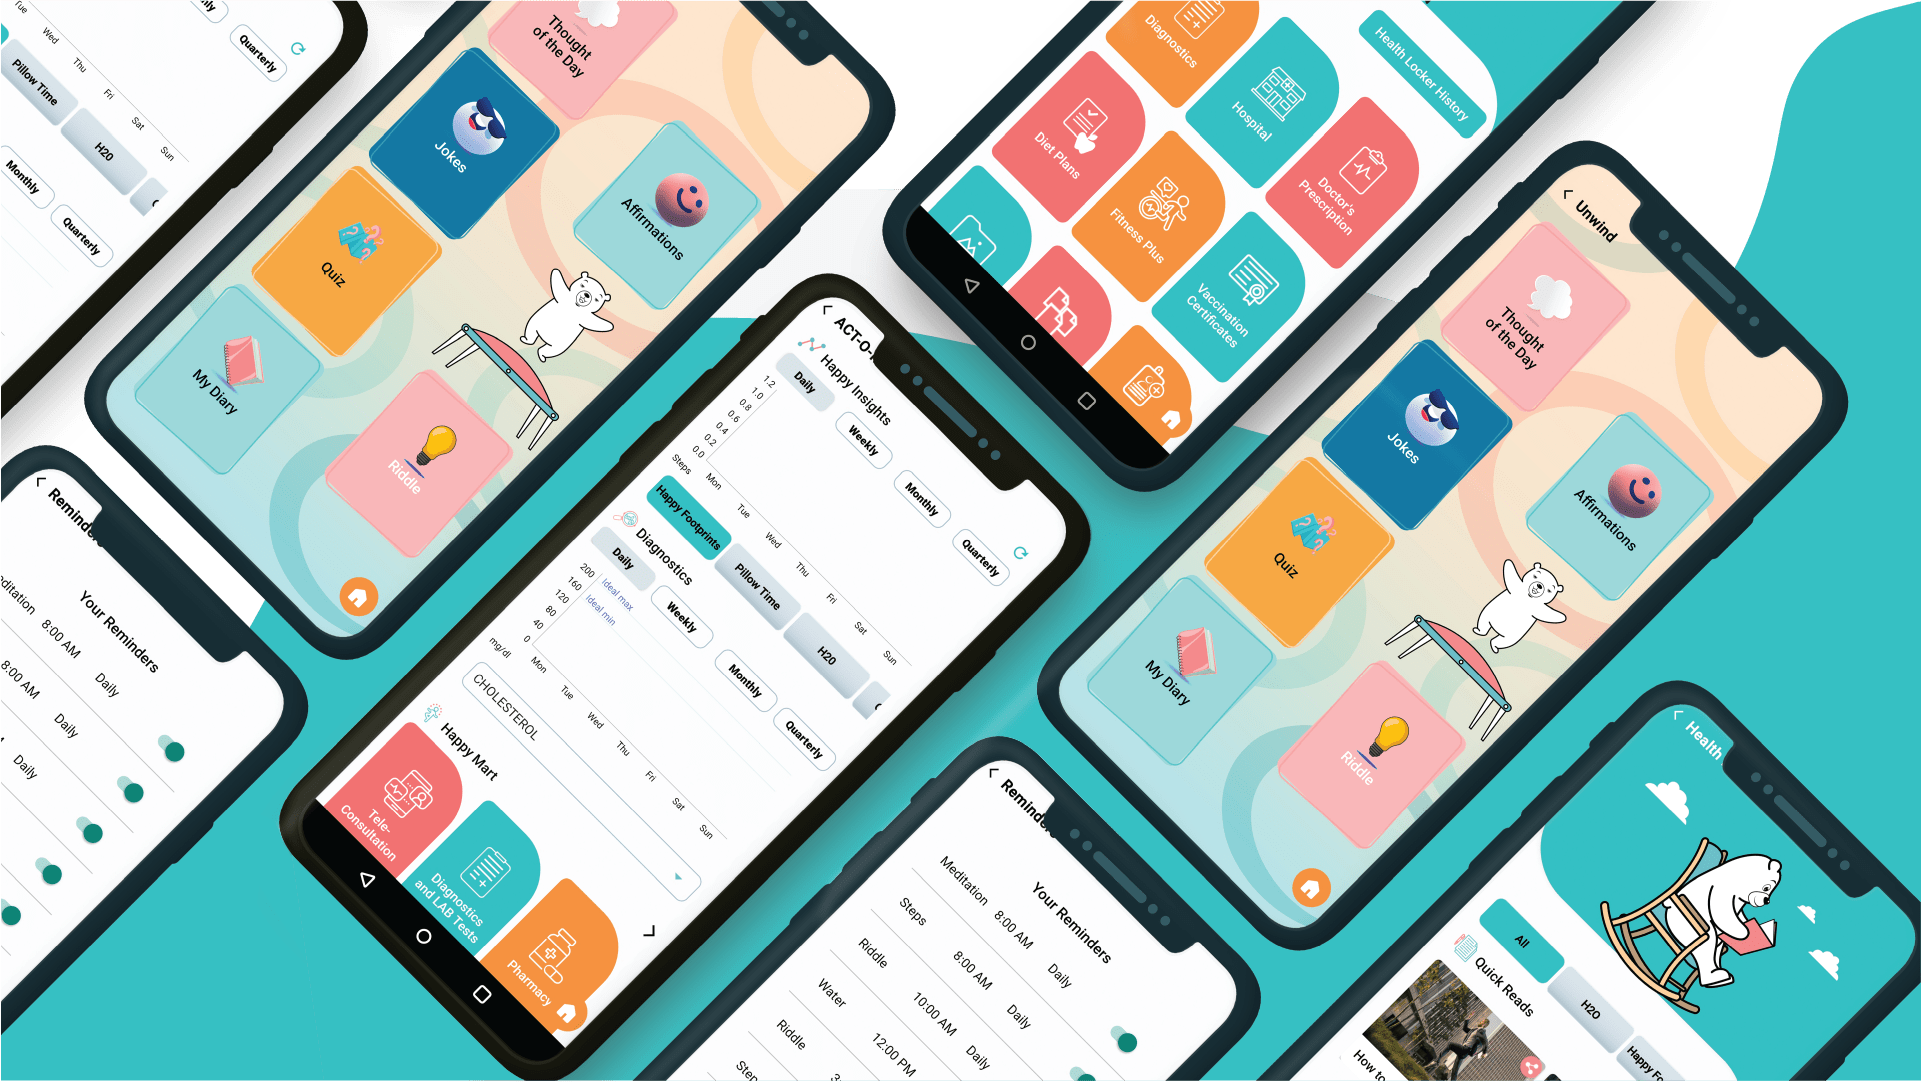 Tue
Wed
Thu
Fri
Sat
Sun
Quarterly
Pillow Time
H20
Monthly
Quarterly
Thought
of the Day
Jokes
Affirmations
Quiz
My Diary
Riddle
Diagnostics
Hospital
Health Locker History
Diet Plans
Doctor's
Prescription
Fitness Plus
Vaccination
Certificates
Unwind
Thought
of the Day
Jokes
Affirmations
Quiz
My Diary
Riddle
ACT-O-
Happy Insights
Daily
Weekly
Monthly
Quarterly
1.2
1.0
0.8
0.6
0.4
0.2
0.0
Steps
Mon
Tue
Wed
Thu
Fri
Sat
Sun
Happy Footprints
Pillow Time
H20
Diagnostics
Daily
Weekly
Monthly
Quarterly
200
160
120
80
40
0
ideal max
ideal min
mg/dl
Mon
Tue
Wed
Thu
Fri
Sat
Sun
CHOLESTEROL
Happy Mart
Tele-
Consultation
Diagnostics
and LAB Tests
Pharmacy
Reminders
Your Reminders
8:00 AM
Daily
8:00 AM
Daily
Daily
Your Reminders
Meditation
8:00 AM
Daily
Steps
8:00 AM
Daily
Riddle
10:00 AM
Daily
Water
12:00 PM
Riddle
Health
All
H20
Happy
Quick Reads
How to